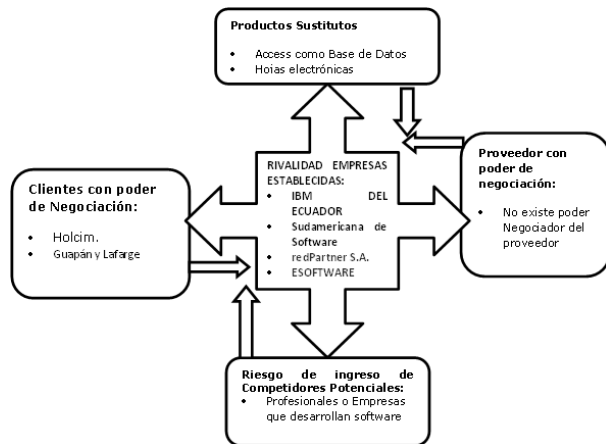 Productos Sustitutos
• Access como Base de Datos
• Hojas electrónicas
RIVALIDAD EMPRESAS
ESTABLECIDAS:
• IBM DEL
ECUADOR
• Sudamericana de
Software
• redPartner S.A.
• ESOFTWARE
Clientes con poder
de Negociación:
• Holcim.
• Guapán y Lafarge
Proveedor con
poder de
negociación:
• No existe poder
Negociador del
proveedor
Riesgo de ingreso de
Competidores Potenciales:
• Profesionales o Empresas
que desarrollan software